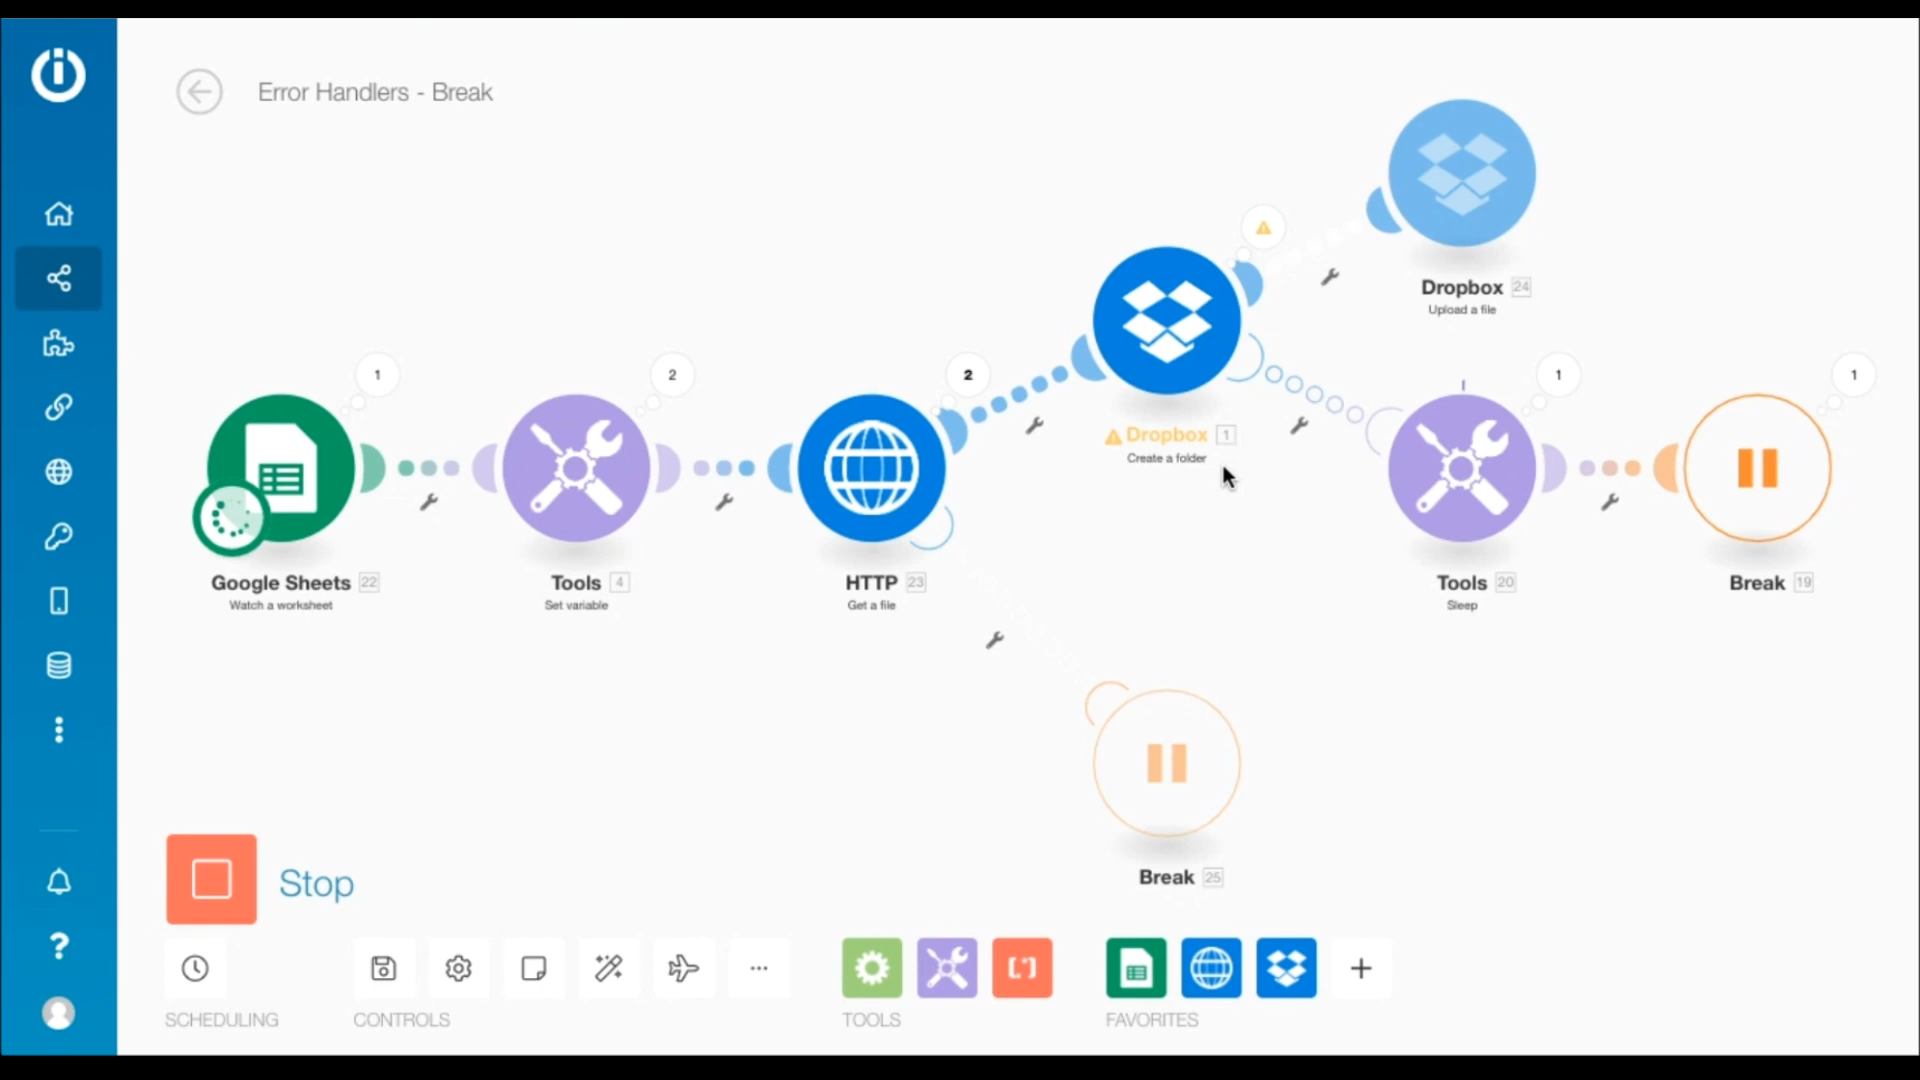 Error Handlers - Break
Dropbox 24
Upload a file
1
2
2
1
1
Dropbox 1
Create a folder
Google Sheets 22
Watch a worksheet
Tools 4
Set variable
HTTP 23
Get a file
Tools 20
Sleep
Break 19
Break 25
Stop
SCHEDULING
CONTROLS
TOOLS
FAVORITES